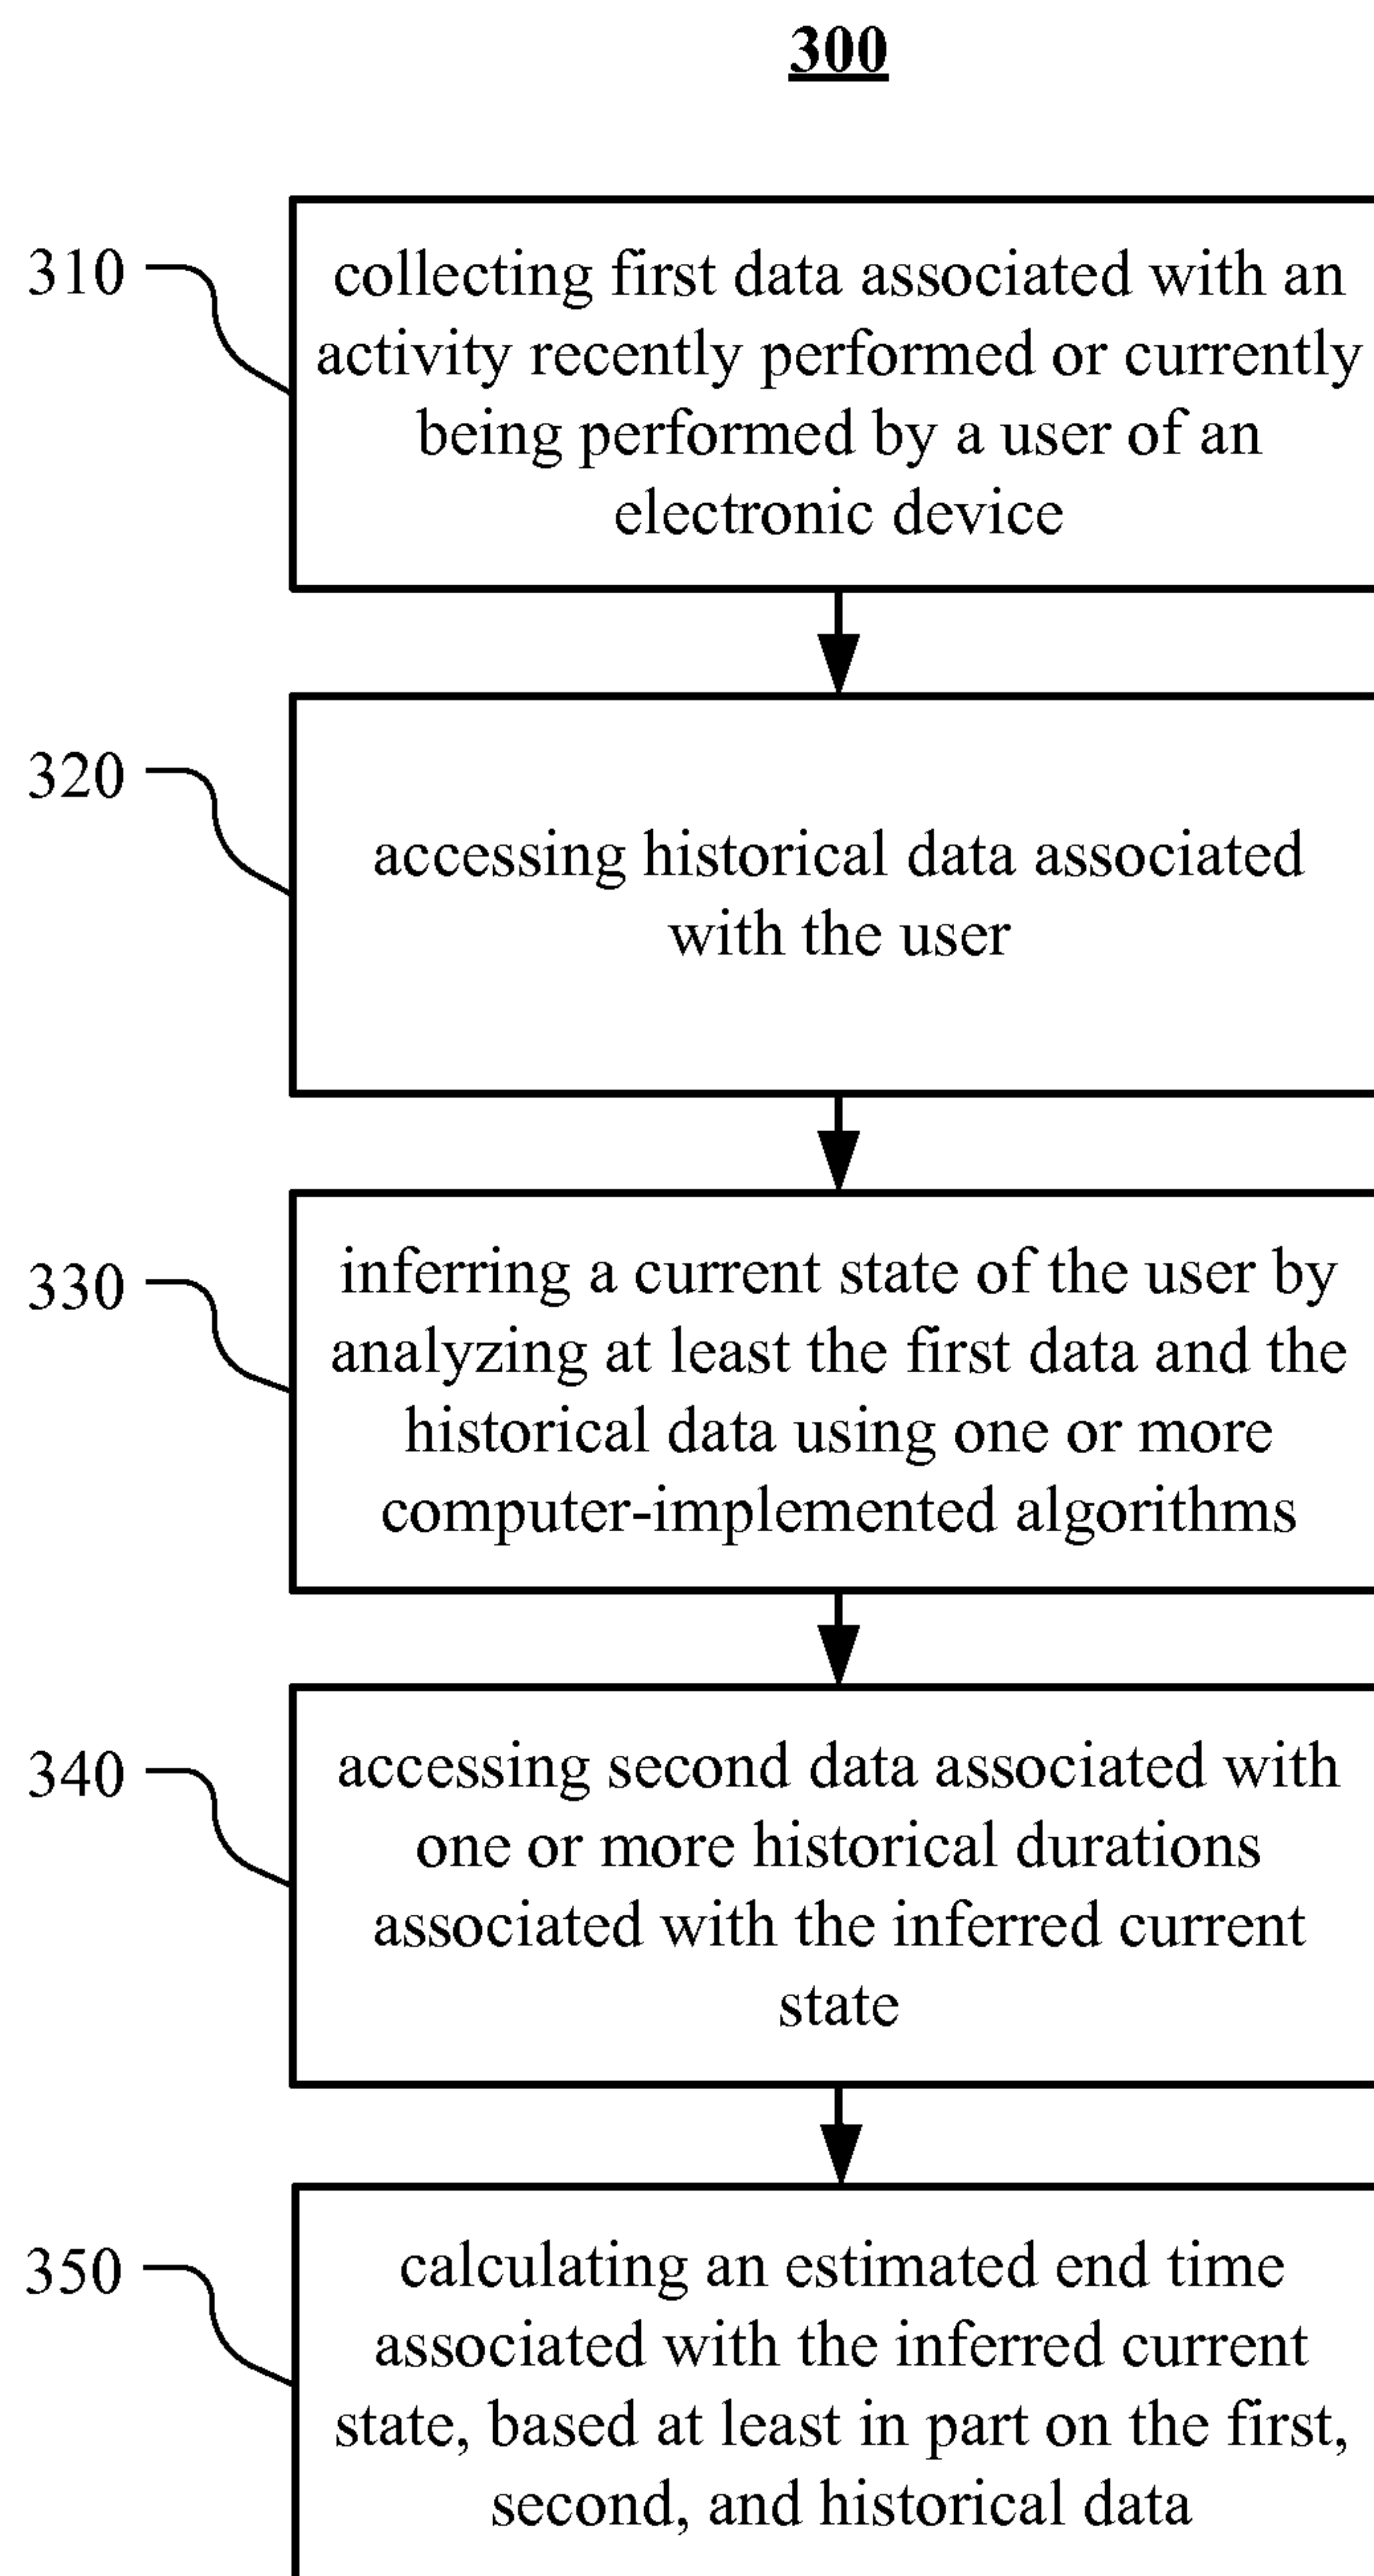 300
310
collecting first data associated with an
activity recently performed or currently
being performed by a user of an
electronic device
320
accessing historical data associated
with the user
330
inferring a current state of the user by
analyzing at least the first data and the
historical data using one or more
computer-implemented algorithms
340
accessing second data associated with
one or more historical durations
associated with the inferred current
state
350
calculating an estimated end time
associated with the inferred current
state, based at least in part on the first,
second, and historical data